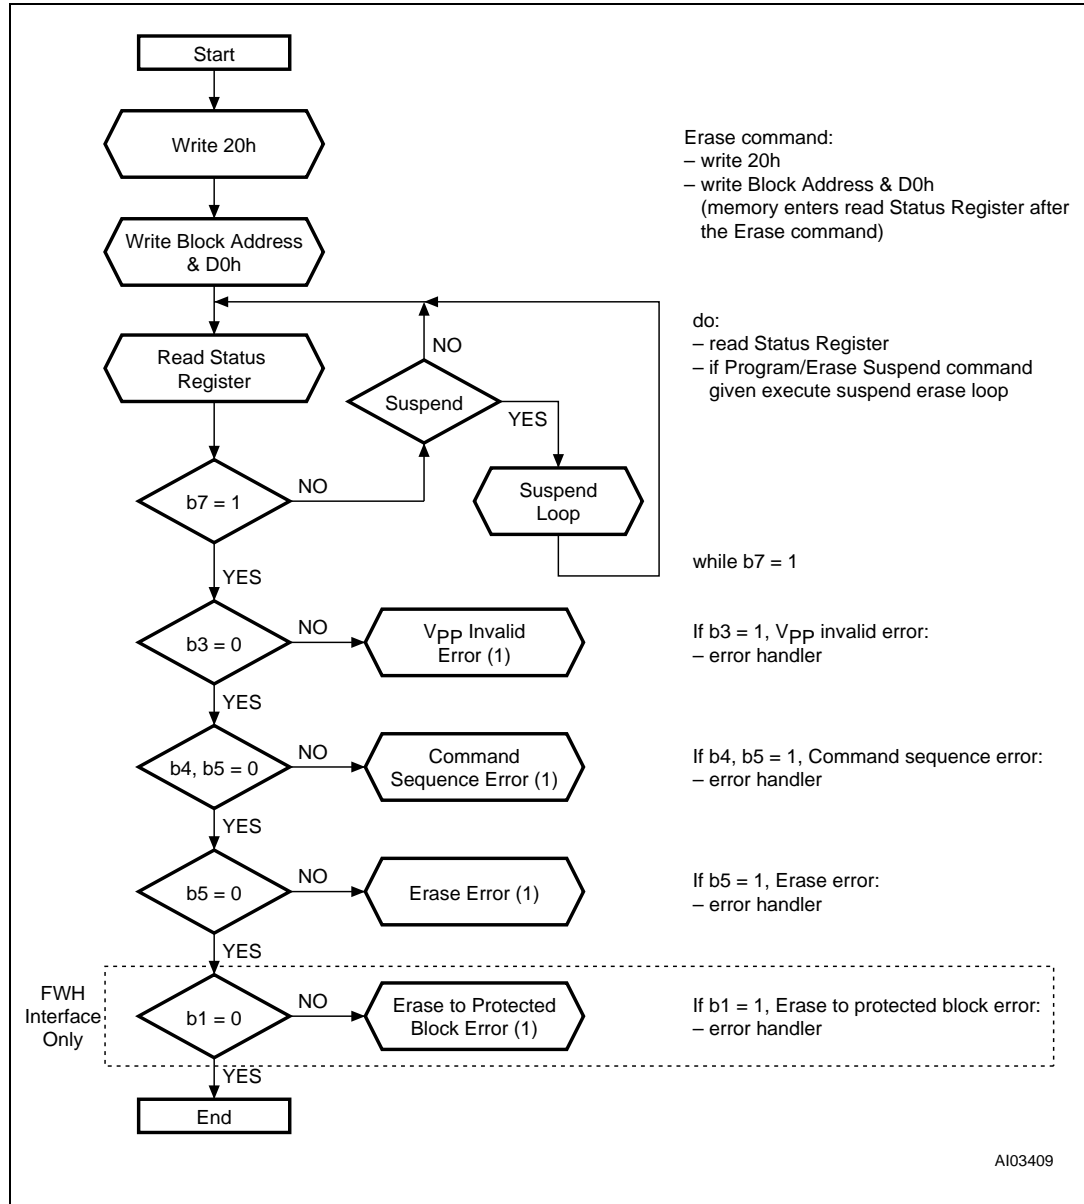 Start
Write 20h
Erase command:
– write 20h
– write Block Address & D0h
(memory enters read Status Register after
the Erase command)
Write Block Address
& D0h
do:
– read Status Register
– if Program/Erase Suspend command
given execute suspend erase loop
Read Status
Register
NO
Suspend
YES
Suspend
Loop
b7 = 1
NO
while b7 = 1
YES
b3 = 0
NO
VPP Invalid
Error (1)
If b3 = 1, VPP invalid error:
– error handler
YES
b4, b5 = 0
NO
Command
Sequence Error (1)
If b4, b5 = 1, Command sequence error:
– error handler
YES
b5 = 0
NO
Erase Error (1)
If b5 = 1, Erase error:
– error handler
YES
FWH
Interface
Only
b1 = 0
NO
Erase to Protected
Block Error (1)
If b1 = 1, Erase to protected block error:
– error handler
YES
End
AI03409